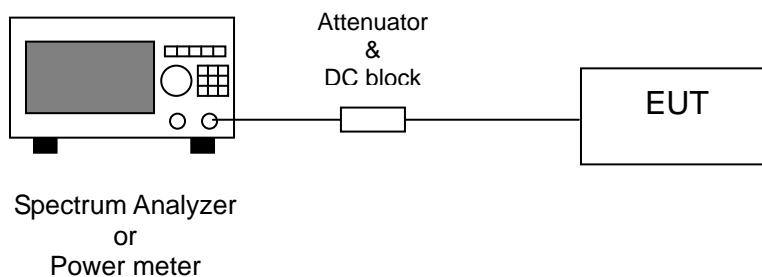 Attenuator
&
DC block
EUT
Spectrum Analyzer
or
Power meter